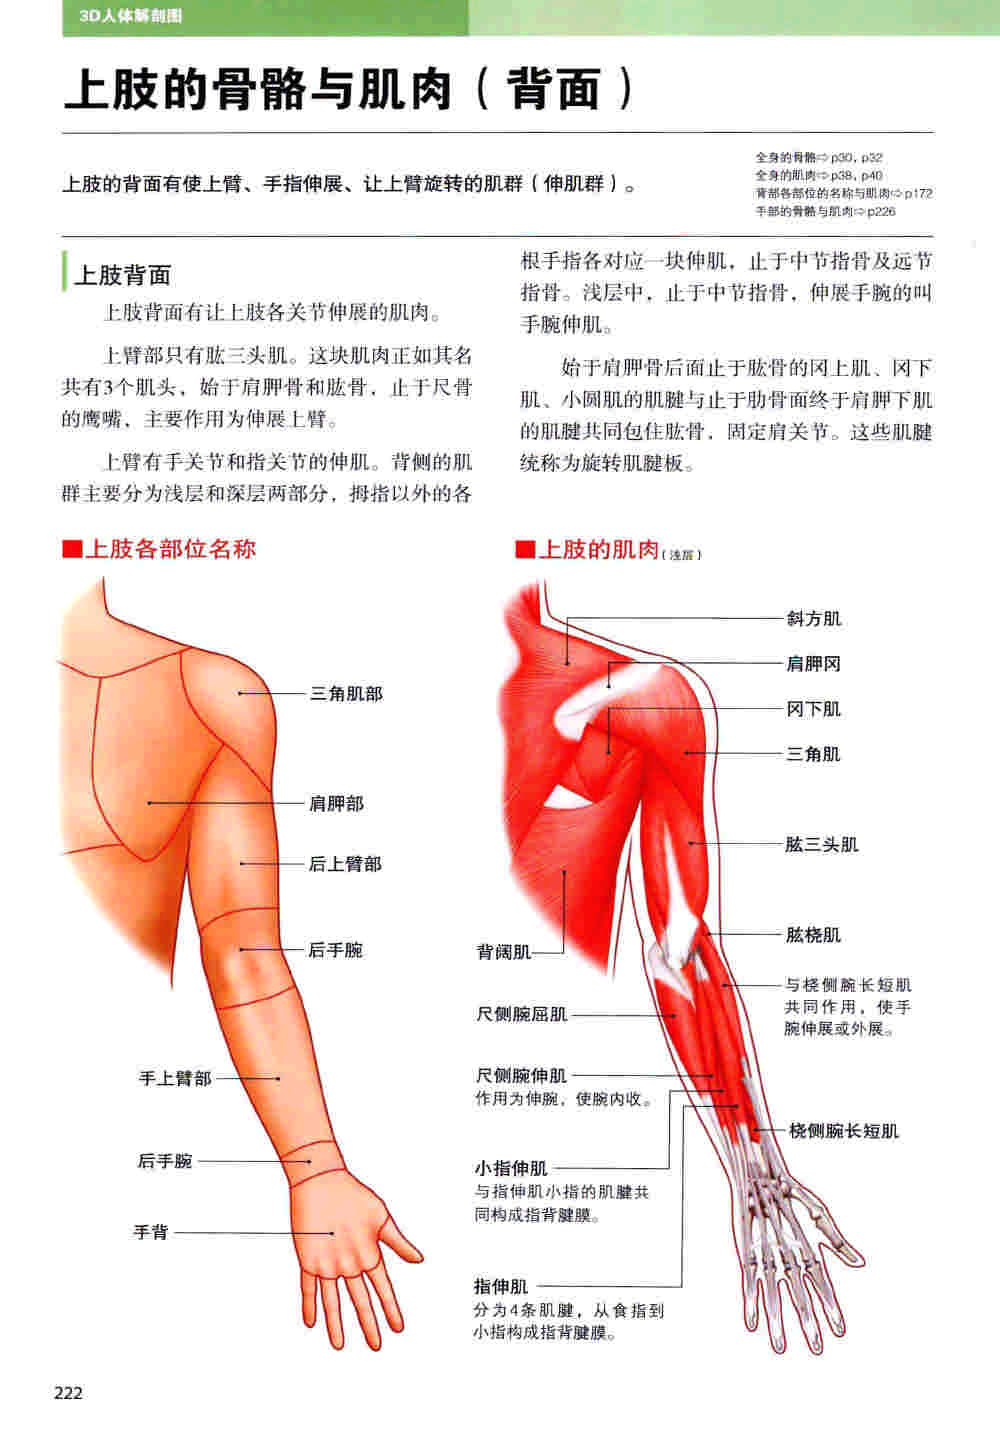 3D人体解剖图
上肢的骨骼与肌肉（背面）
上肢的背面有使上臂、手指伸展、让上臂旋转的肌群（伸肌群）。
全身的骨骼⇨p30，p32
全身的肌肉⇨p38，p40
背部各部位的名称与肌肉⇨p172
手部的骨骼与肌肉⇨p226
上肢背面
上肢背面有让上肢各关节伸展的肌肉。
上臂部只有肱三头肌。这块肌肉正如其名
共有3个肌头，始于肩胛骨和肱骨，止于尺骨
的鹰嘴，主要作用为伸展上臂。
上臂有手关节和指关节的伸肌。背侧的肌
群主要分为浅层和深层两部分，拇指以外的各
根手指各对应一块伸肌，止于中节指骨及远节
指骨。浅层中，止于中节指骨，伸展手腕的叫
手腕伸肌。
始于肩胛骨后面止于肱骨的冈上肌、冈下
肌、小圆肌的肌腱与止于肋骨面终于肩胛下肌
的肌腱共同包住肱骨，固定肩关节。这些肌腱
统称为旋转肌腱板。
■上肢各部位名称
三角肌部
肩胛部
后上臂部
后手腕
手上臂部
后手腕
手背
■上肢的肌肉（浅层）
斜方肌
肩胛冈
冈下肌
三角肌
肱三头肌
肱桡肌
背阔肌
与桡侧腕长短肌
共同作用，使手
腕伸展或外展。
尺侧腕屈肌
尺侧腕伸肌
作用为伸腕，使腕内收。
桡侧腕长短肌
小指伸肌
与指伸肌小指的肌腱共
同构成指背腱膜。
指伸肌
分为4条肌腱，从食指到
小指构成指背腱膜。
222